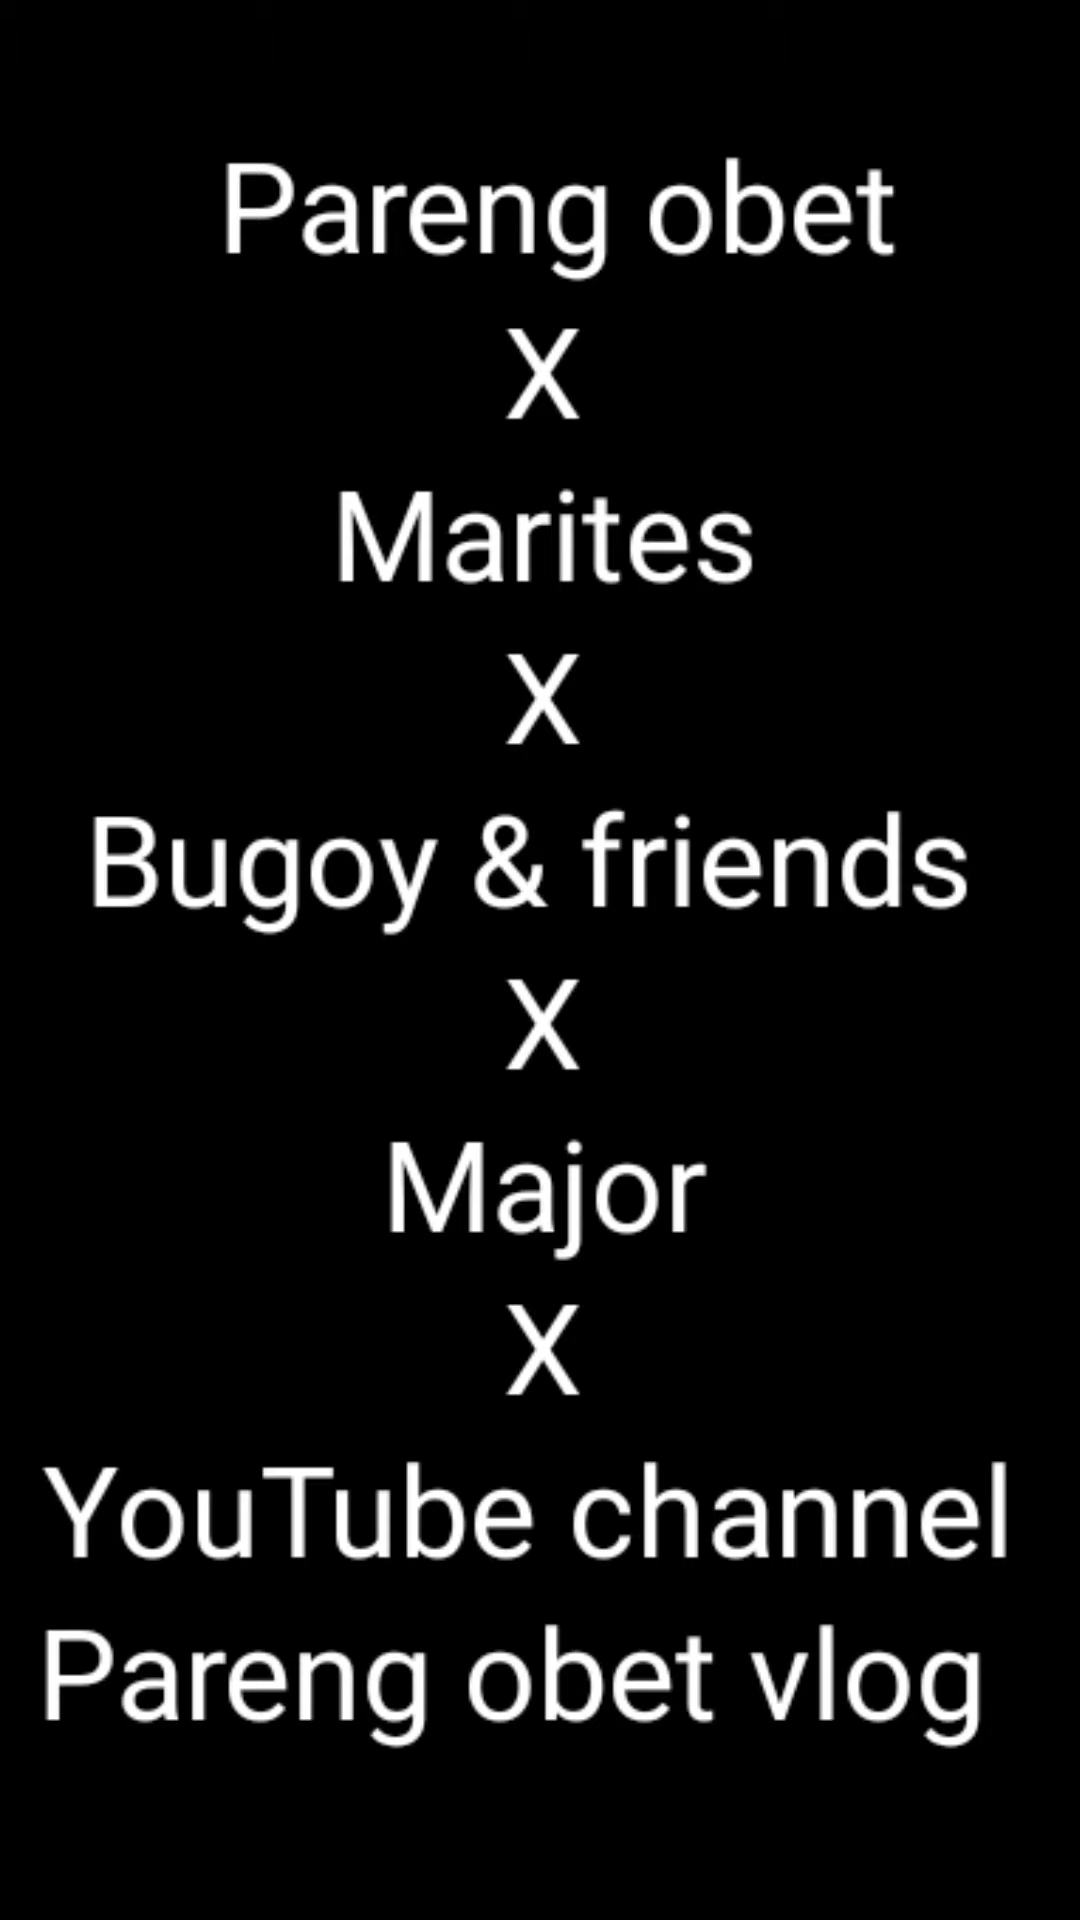 Pareng obet
X
Marites
X
Bugoy & friends
X
Major
X
YouTube channel
Pareng obet vlog